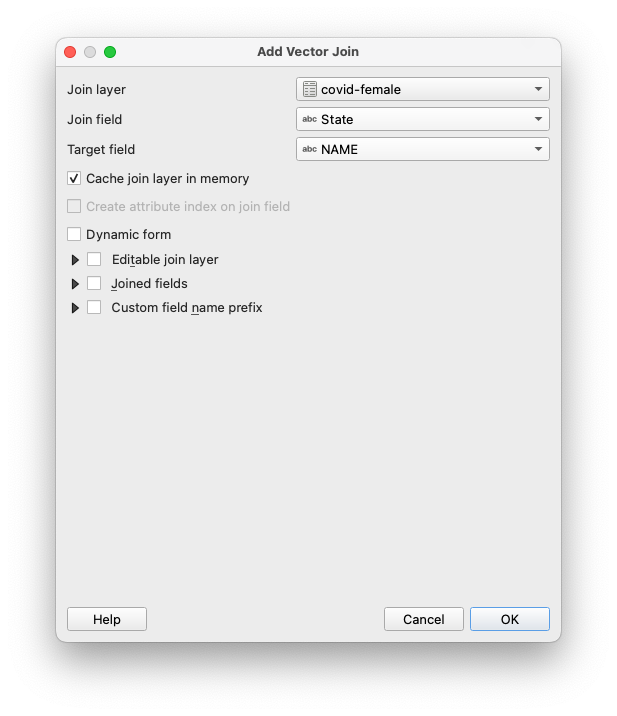 Add Vector Join
Join layer covid-female
Join field abc State
Target field abc NAME
Cache join layer in memory
Create attribute index on join field
Dynamic form
Editable join layer
Joined fields
Custom field name prefix
Help Cancel OK